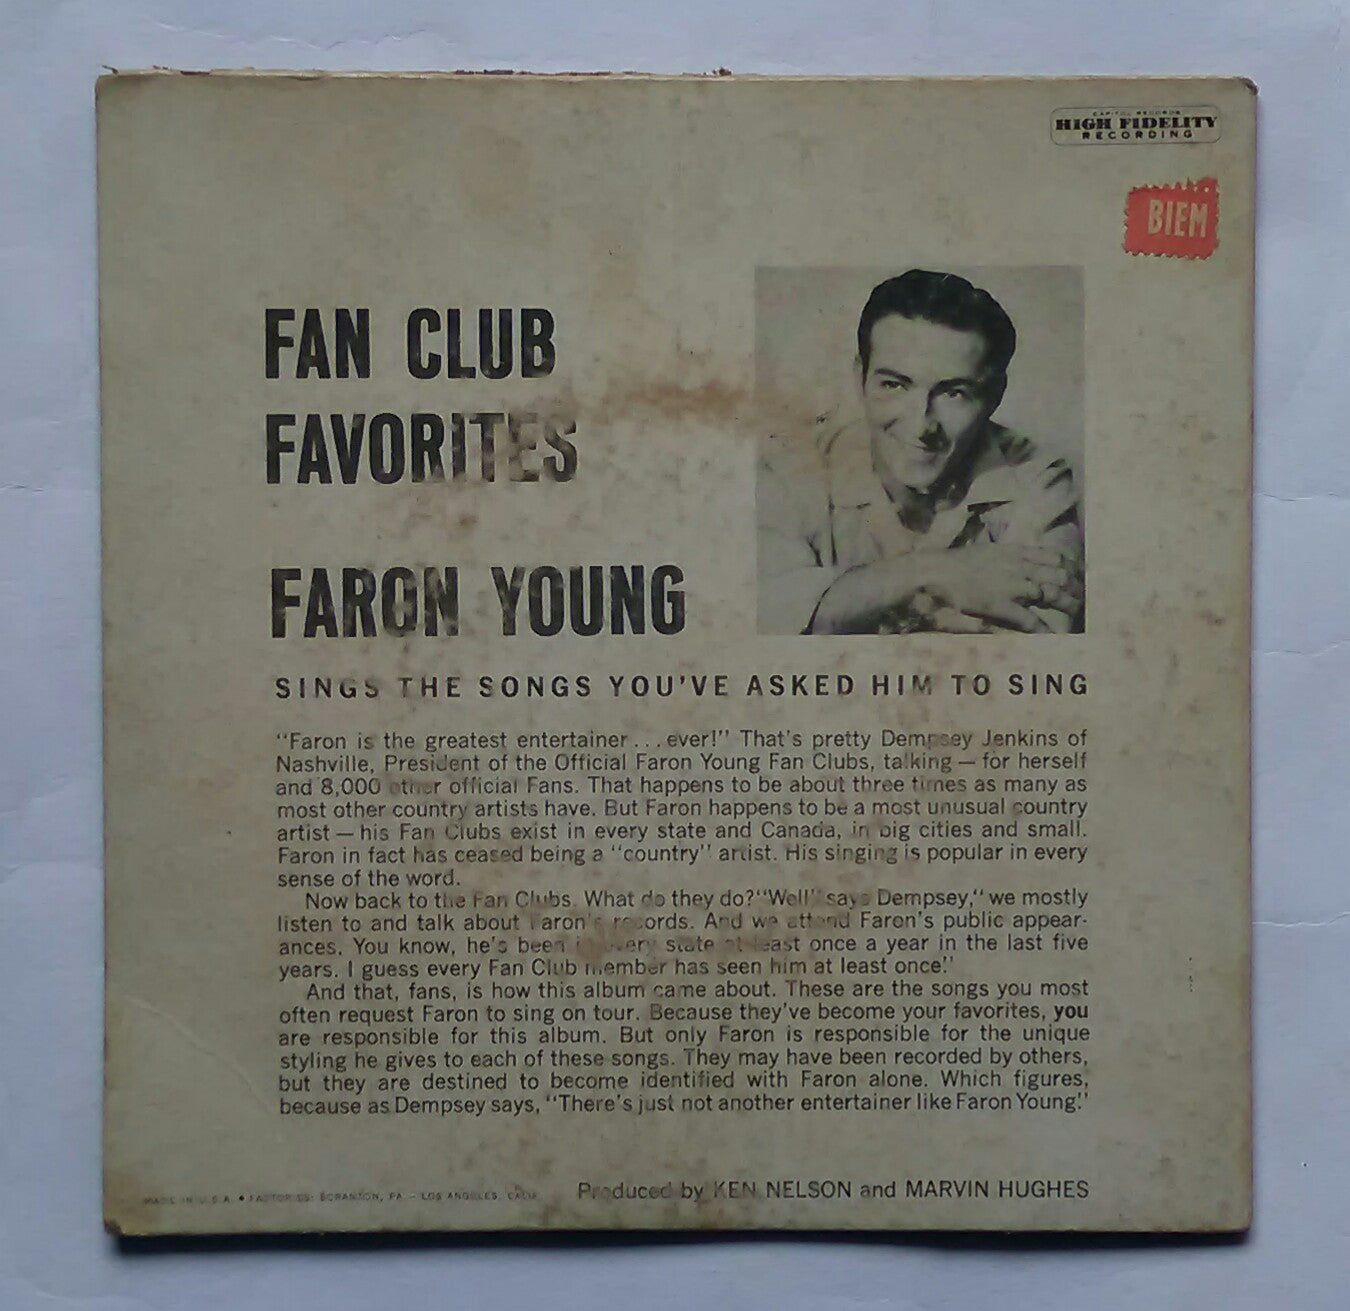 CAPITOL RECORDS
HIGH FIDELITY
RECORDING
BIEM
FAN CLUB
FAVORITES
FARON YOUNG
SINGS THE SONGS YOU'VE ASKED HIM TO SING
"Faron is the greatest entertainer...ever!" That's pretty Dempsey Jenkins of
Nashville, President of the Official Faron Young Fan Clubs, talking — for herself
and 8,000 other official Fans. That happens to be about three times as many as
most other country artists have. But Faron happens to be a most unusual country
artist — his Fan Clubs exist in every state and Canada, in big cities and small.
Faron in fact has ceased being a "country" artist. His singing is popular in every
sense of the word.
Now back to the Fan Clubs. What do they do? "Well" says Dempsey, "we mostly
listen to and talk about Faron's records. And we attend Faron's public appear-
ances. You know, he's been in every state at least once a year in the last five
years. I guess every Fan Club member has seen him at least once."
And that, fans, is how this album came about. These are the songs you most
often request Faron to sing on tour. Because they've become your favorites, you
are responsible for this album. But only Faron is responsible for the unique
styling he gives to each of these songs. They may have been recorded by others,
but they are destined to become identified with Faron alone. Which figures,
because as Dempsey says, "There's just not another entertainer like Faron Young."
MADE IN U.S.A. • FACTORIES: SCRANTON, PA. – LOS ANGELES, CALIF.
Produced by KEN NELSON and MARVIN HUGHES